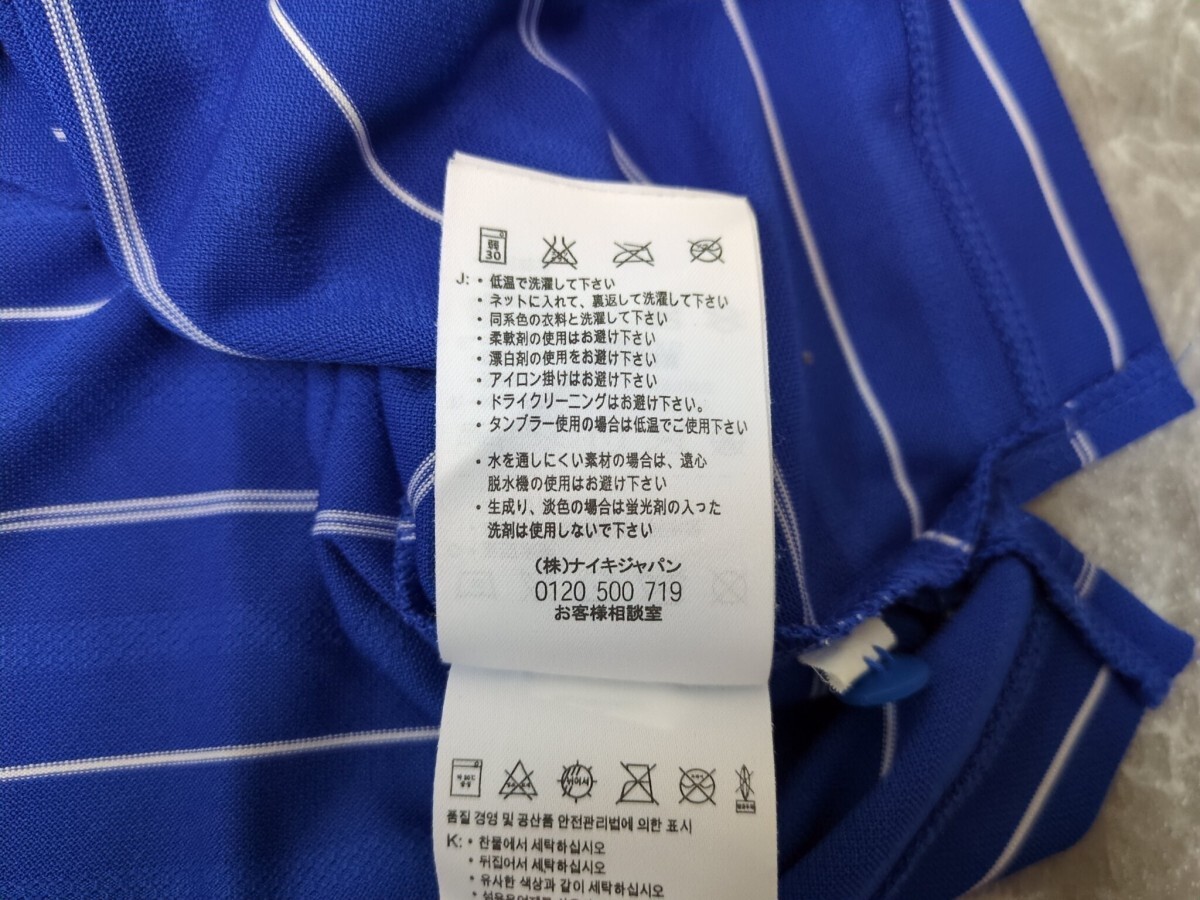 弱
30
J: ・低温で洗濯して下さい
・ネットに入れて、裏返して洗濯して下さい
・同系色の衣料と洗濯して下さい
・柔軟剤の使用はお避け下さい
・漂白剤の使用をお避け下さい
・アイロン掛けはお避け下さい
・ドライクリーニングはお避け下さい。
・タンブラー使用の場合は低温でご使用下さい
・水を通しにくい素材の場合は、遠心
脱水機の使用はお避け下さい
・生成り、淡色の場合は蛍光剤の入った
洗剤は使用しないで下さい
(株)ナイキジャパン
0120 500 719
お客様相談室
품질 경영 및 공산품 안전관리법에 의한 표시
K: • 찬물에서 세탁하십시오
• 뒤집어서 세탁하십시오
• 유사한 색상과 같이 세탁하십시오